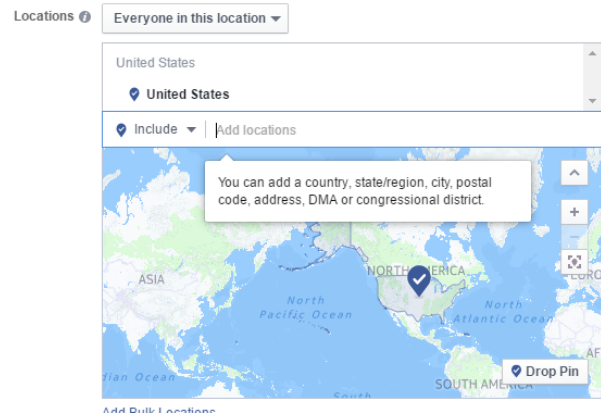 Locations
Everyone in this location
United States
United States
Include
Add locations
You can add a country, state/region, city, postal
code, address, DMA or congressional district.
ASIA
NORTH AMERICA
North
Pacific Ocean
North
Atlantic Ocean
Drop Pin
Indian Ocean
South
SOUTH AMERICA
Add Bulk Locations